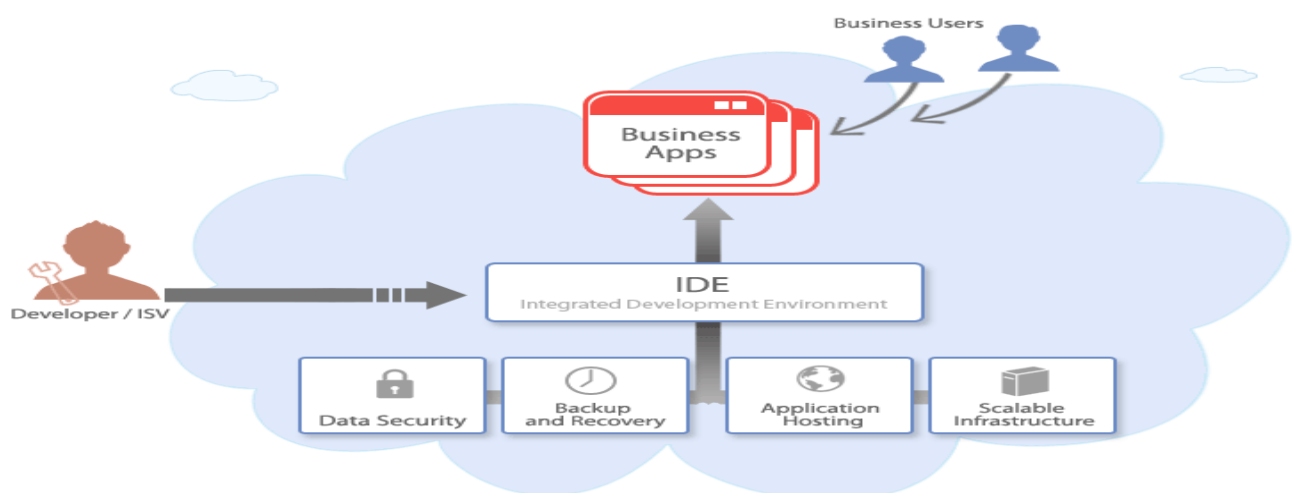 Business Users
Business
Apps
IDE
Integrated Development Environment
Developer / ISV
Data Security
Backup
and Recovery
Application
Hosting
Scalable
Infrastructure